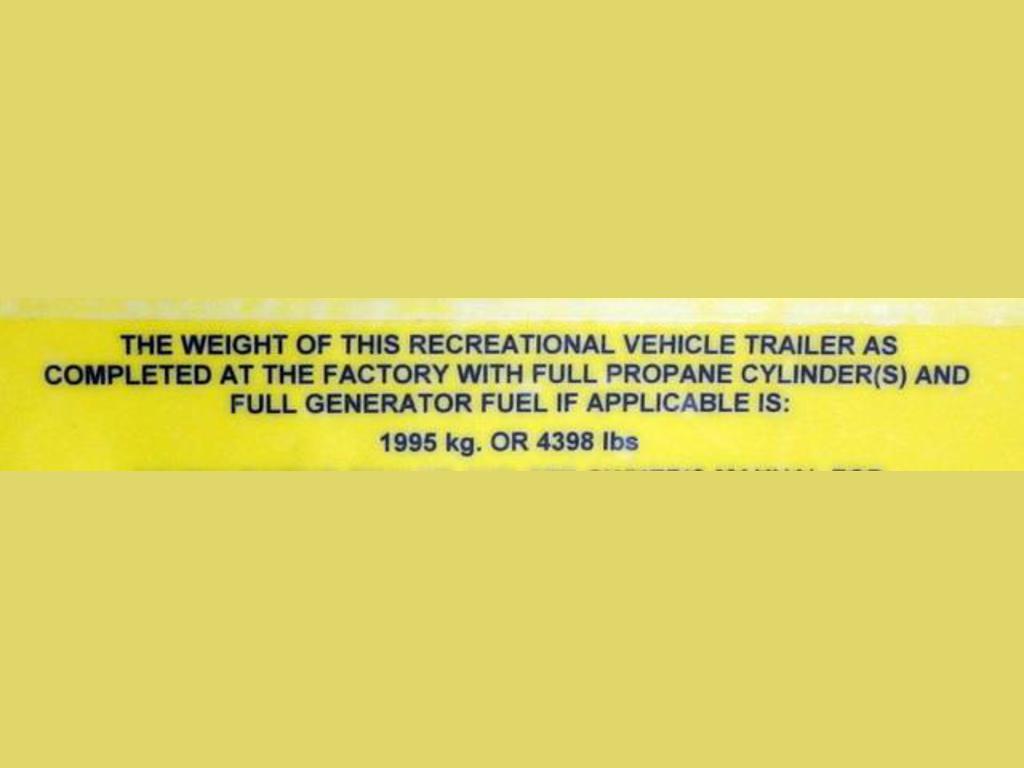 THE WEIGHT OF THIS RECREATIONAL VEHICLE TRAILER AS
COMPLETED AT THE FACTORY WITH FULL PROPANE CYLINDER(S) AND
FULL GENERATOR FUEL IF APPLICABLE IS:
1995 kg. OR 4398 lbs